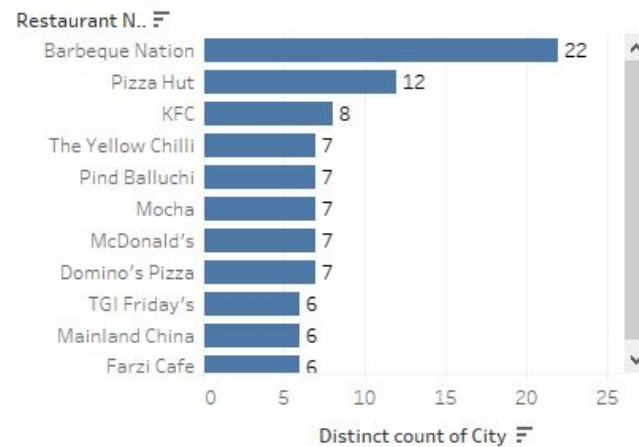 Restaurant N..
Barbeque Nation 22
Pizza Hut 12
KFC 8
The Yellow Chilli 7
Pind Balluchi 7
Mocha 7
McDonald's 7
Domino's Pizza 7
TGI Friday's 6
Mainland China 6
Farzi Cafe 6
0 5 10 15 20 25
Distinct count of City